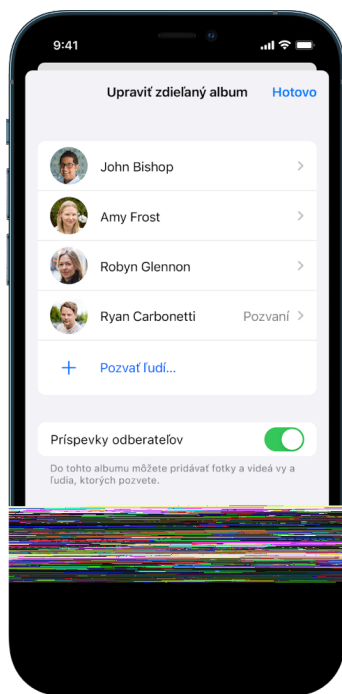 9:41
Upraviť zdieľaný album Hotovo
John Bishop
Amy Frost
Robyn Glennon
Ryan Carbonetti Pozvaní
Pozvať ľudí...
Príspevky odberateľov
Do tohto albumu môžete pridávať fotky a videá vy a
ľudia, ktorých pozvete.